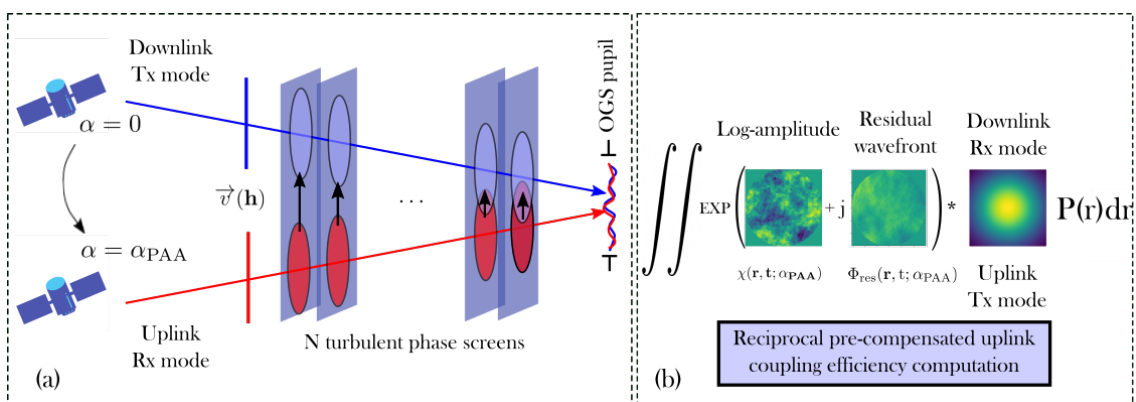 Downlink
Tx mode
α = 0
v⃗(h)
α = α_PAA
Uplink
Rx mode
...
N turbulent phase screens
OGS pupil
(a)
Log-amplitude
Residual
wavefront
Downlink
Rx mode
∫∫ EXP ( + j ) * P(r)dr
χ(r, t; α_PAA)
Φ_res(r, t; α_PAA)
Uplink
Tx mode
Reciprocal pre-compensated uplink
coupling efficiency computation
(b)